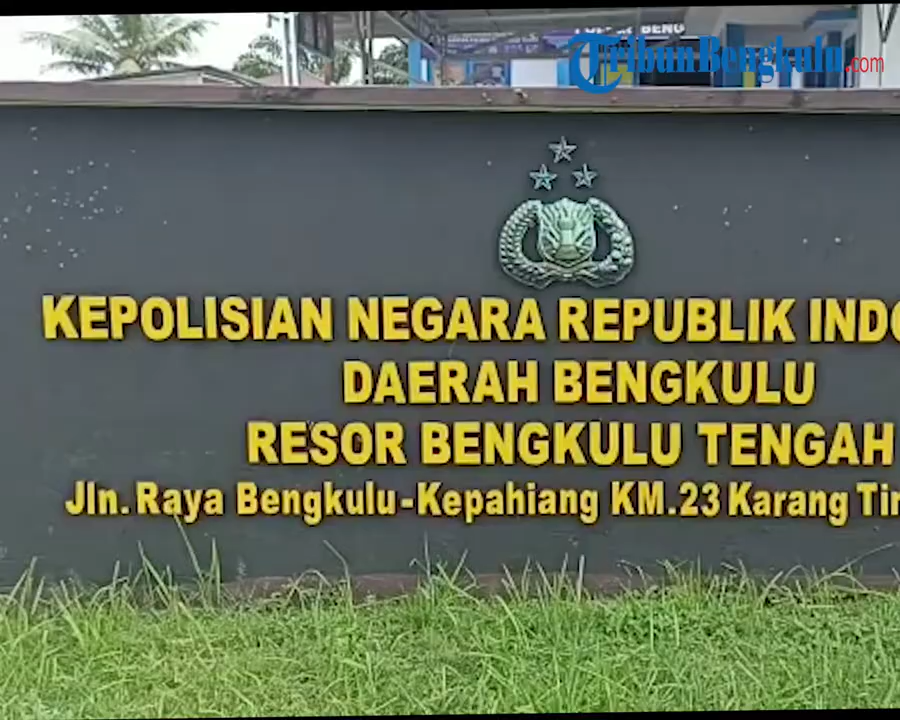 TribunBengkulu.com
KEPOLISIAN NEGARA REPUBLIK INDO
DAERAH BENGKULU
RESOR BENGKULU TENGAH
Jln. Raya Bengkulu-Kepahiang KM.23 Karang Tin